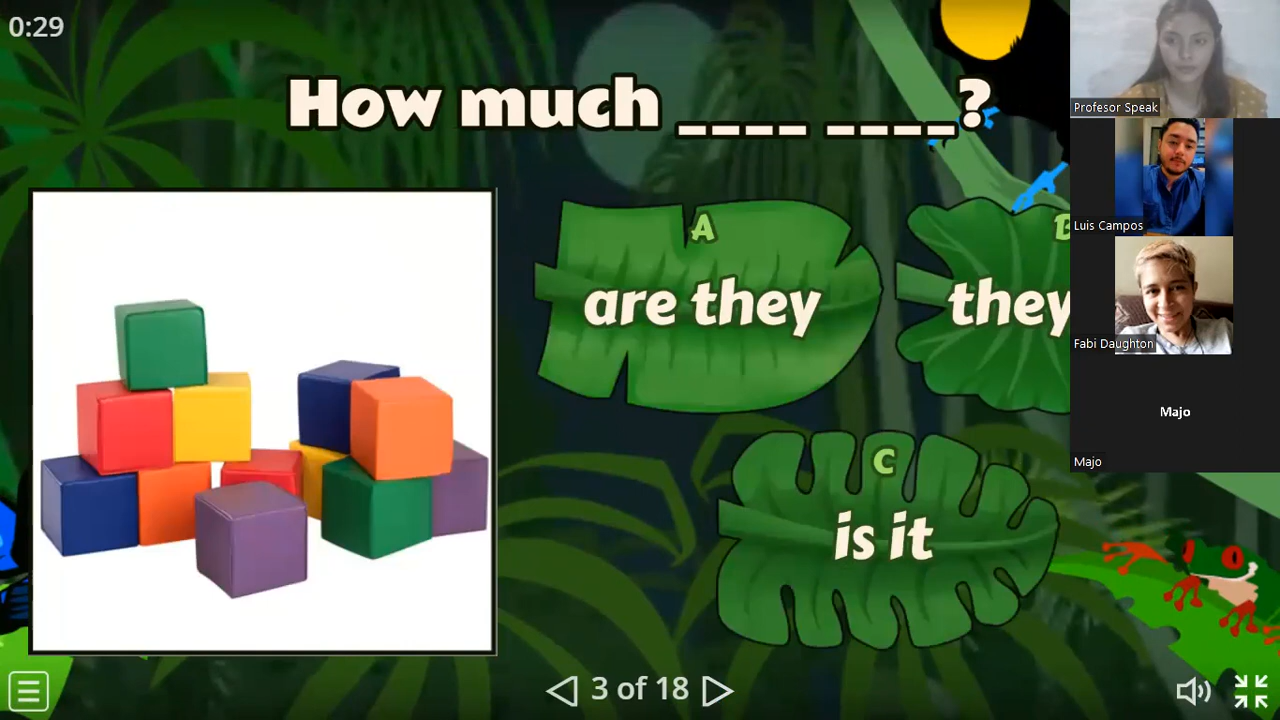 0:29
How much ____ ____?
A
are they
they
C
is it
3 of 18
Profesor Speak
Luis Campos
Fabi Daughton
Majo
Majo